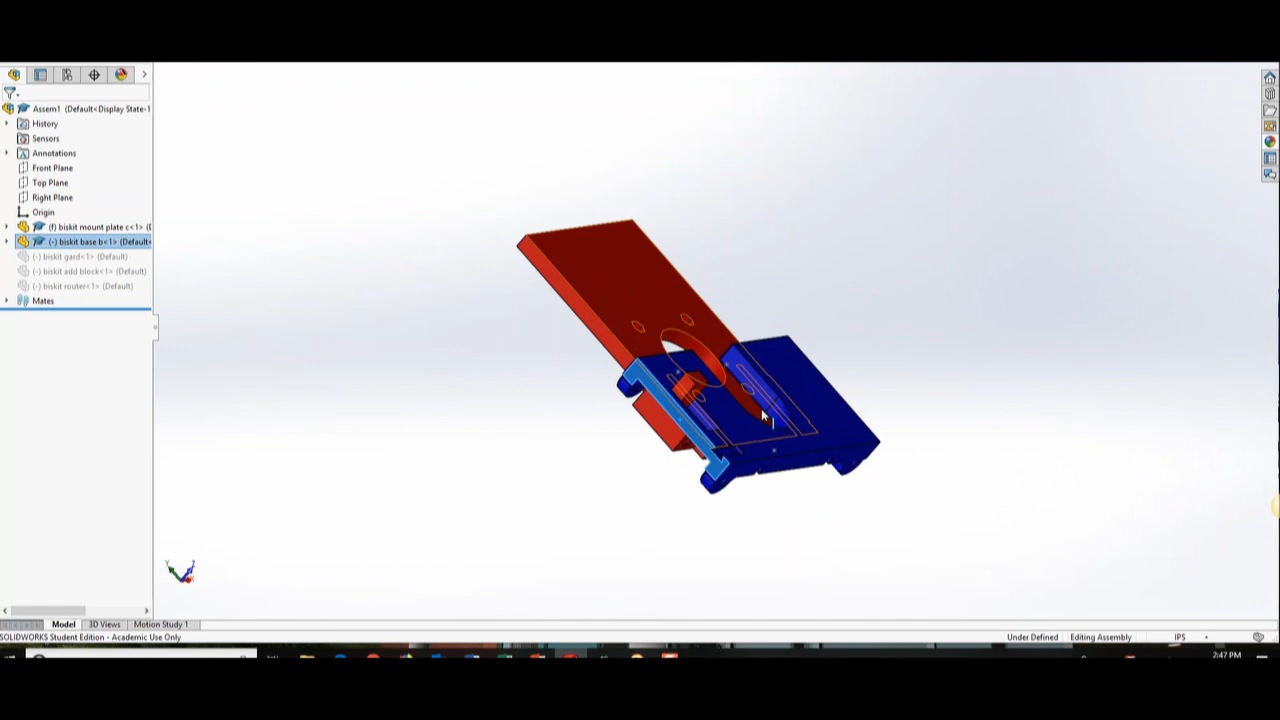 Assem1 (Default<Display State-1
History
Sensors
Annotations
Front Plane
Top Plane
Right Plane
Origin
(f) biskit mount plate c<1> (D
(-) biskit base b<1> (Default<
(-) biskit gard<1> (Default)
(-) biskit add block<1> (Default)
(-) biskit router<1> (Default)
Mates
Model 3D Views Motion Study 1
SOLIDWORKS Student Edition - Academic Use Only Under Defined Editing Assembly IPS
2:47 PM